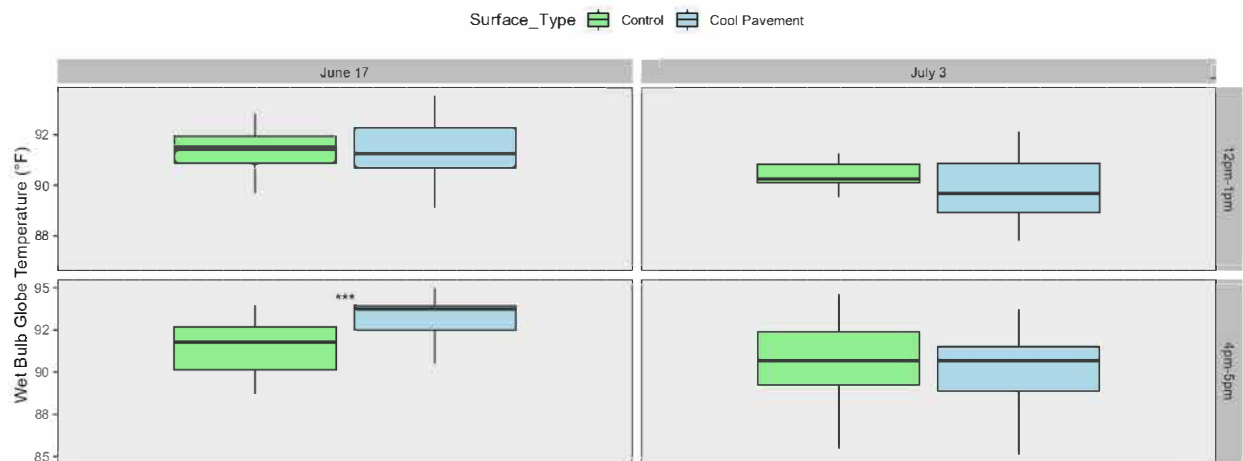 Surface_Type Control Cool Pavement
June 17 July 3
92
90
88
12pm-1pm
Wet Bulb Globe Temperature (°F)
***
95
92
90
88
85
4pm-5pm